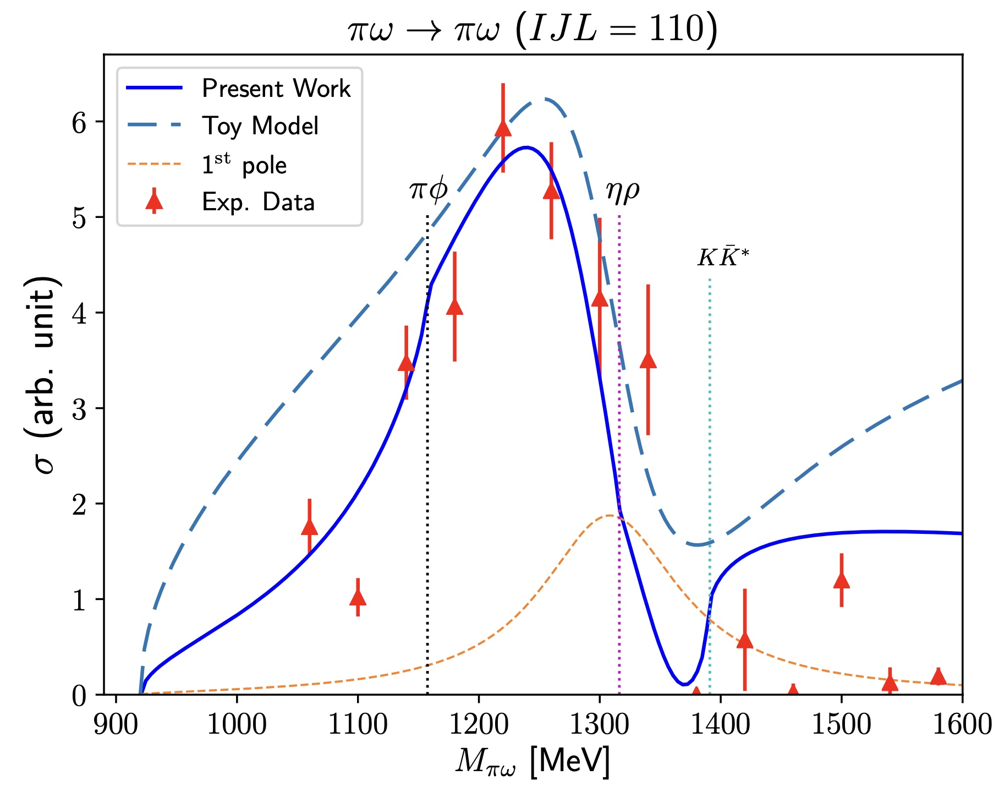 πω → πω (IJL = 110)
Present Work
Toy Model
1st pole
Exp. Data
πϕ
ηρ
KK̄*
σ (arb. unit)
6
5
4
3
2
1
0
900 1000 1100 1200 1300 1400 1500 1600
Mπω [MeV]